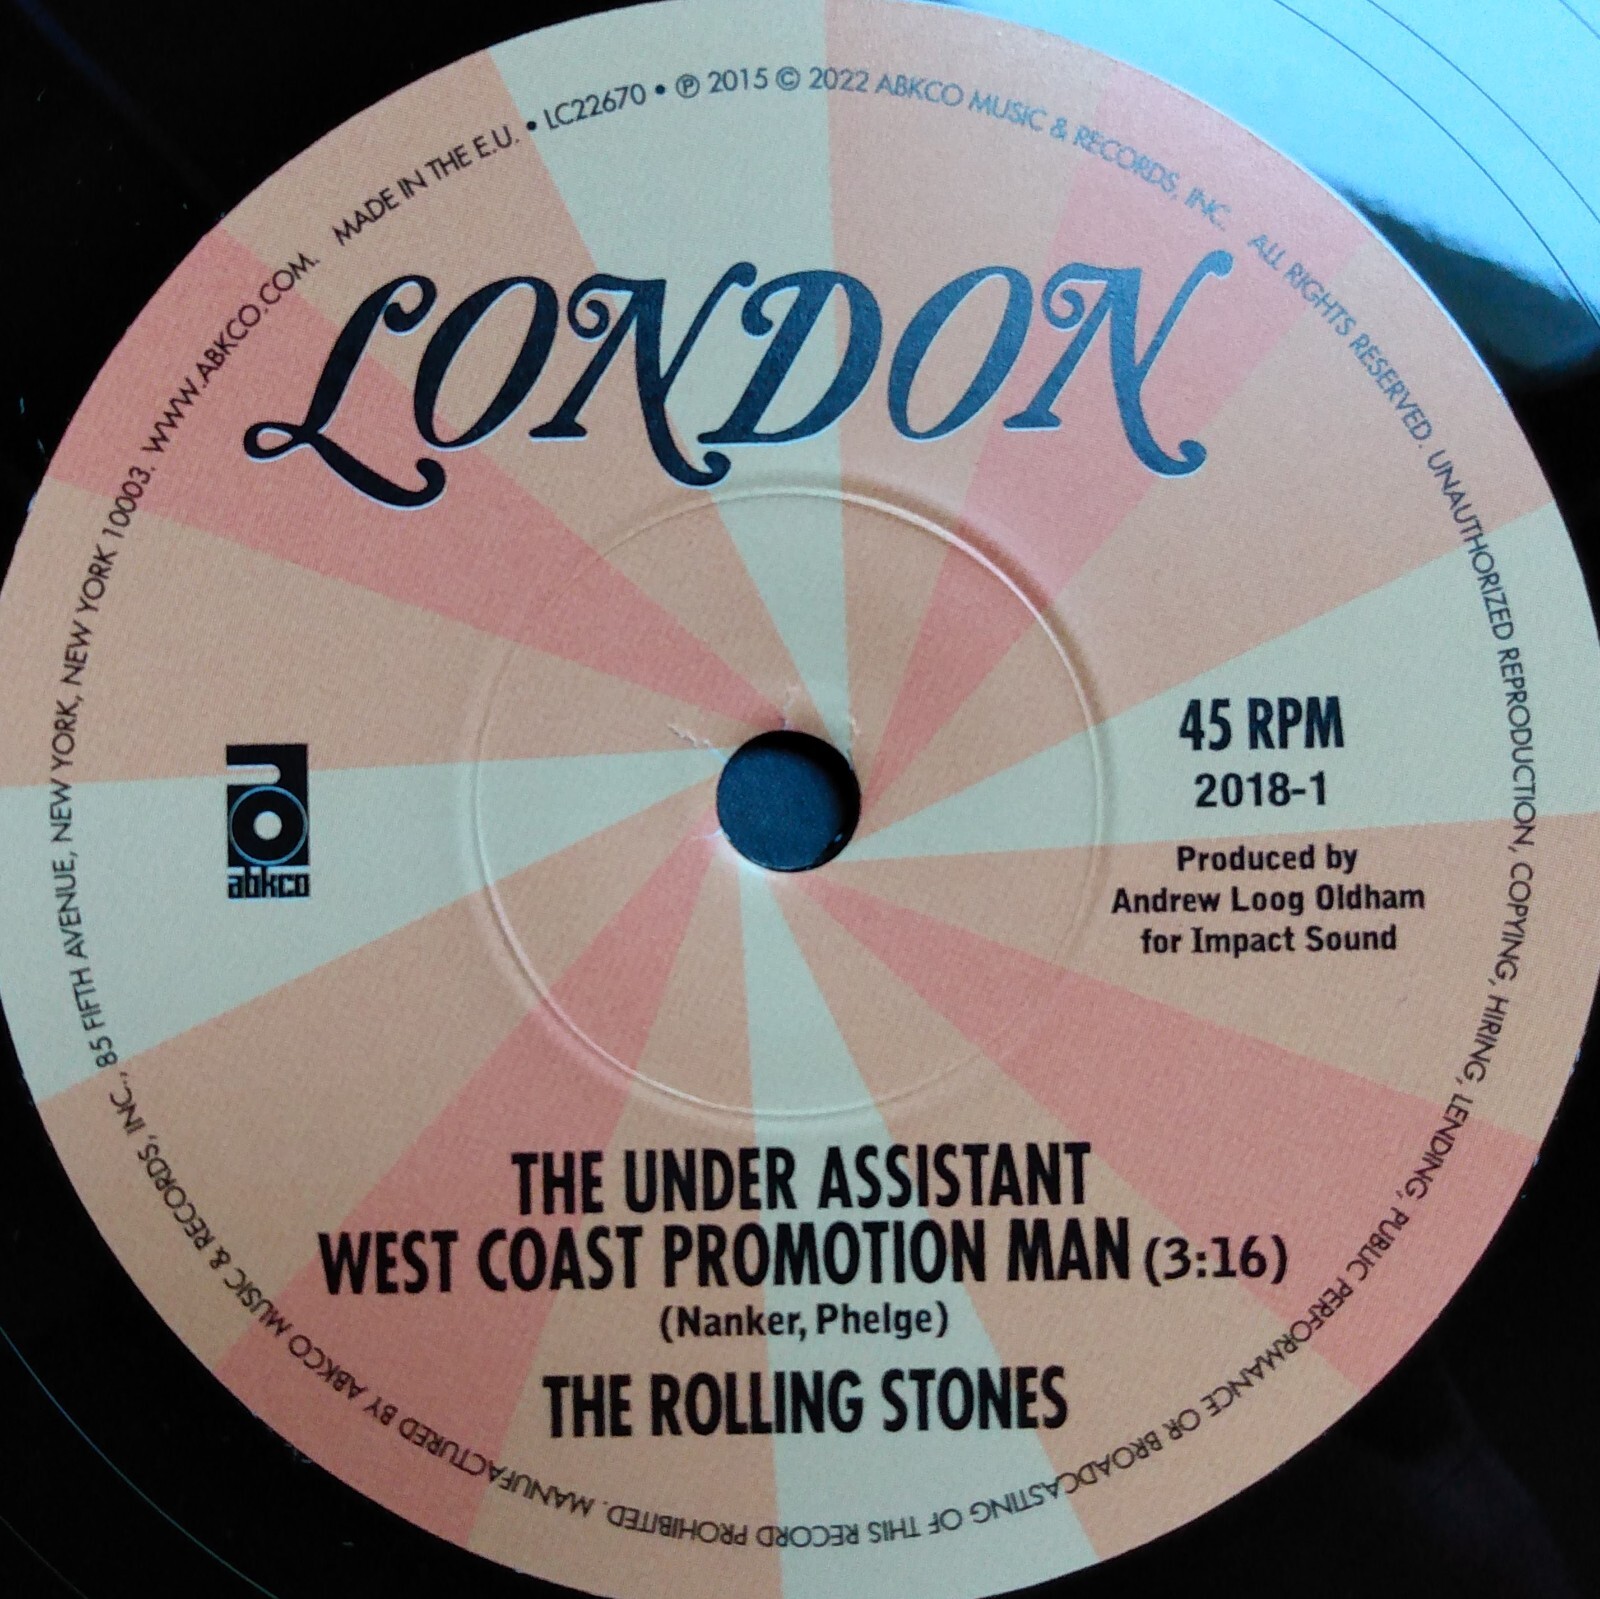 MADE IN THE E.U. • LC22670 • ℗ 2015 © 2022 ABKCO MUSIC & RECORDS, INC. ALL RIGHTS RESERVED. UNAUTHORIZED REPRODUCTION, COPYING, HIRING, LENDING, PUBLIC PERFORMANCE OR BROADCASTING OF THIS RECORD PROHIBITED. MANUFACTURED BY ABKCO MUSIC & RECORDS, INC., 85 FIFTH AVENUE, NEW YORK, NEW YORK 10003. WWW.ABKCO.COM.
LONDON
abkco
45 RPM
2018-1
Produced by
Andrew Loog Oldham
for Impact Sound
THE UNDER ASSISTANT
WEST COAST PROMOTION MAN (3:16)
(Nanker, Phelge)
THE ROLLING STONES